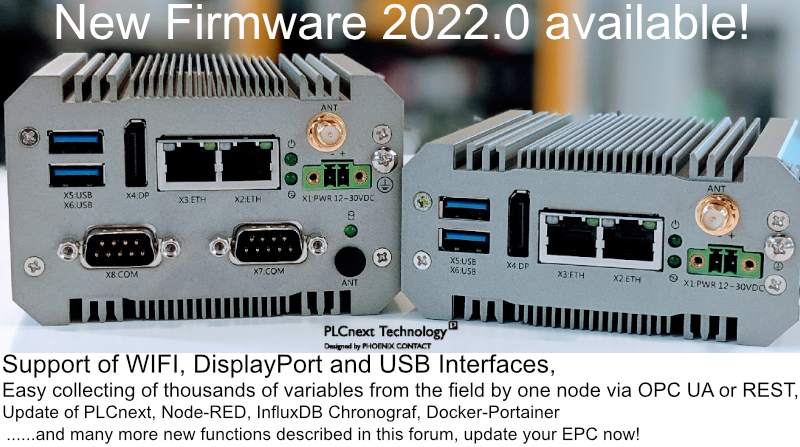 New Firmware 2022.0 available!
ANT
X5:USB
X6:USB
X4:DP
X3:ETH
X2:ETH
- +
X1:PWR 12-30VDC
X8:COM
X7:COM
ANT
ANT
+
X5:USB
X6:USB
X4:DP
X3:ETH
X2:ETH
X1:PWR 12-30VDC
PLCnext Technology P
Designed by PHOENIX CONTACT
Support of WIFI, DisplayPort and USB Interfaces,
Easy collecting of thousands of variables from the field by one node via OPC UA or REST,
Update of PLCnext, Node-RED, InfluxDB Chronograf, Docker-Portainer
......and many more new functions described in this forum, update your EPC now!